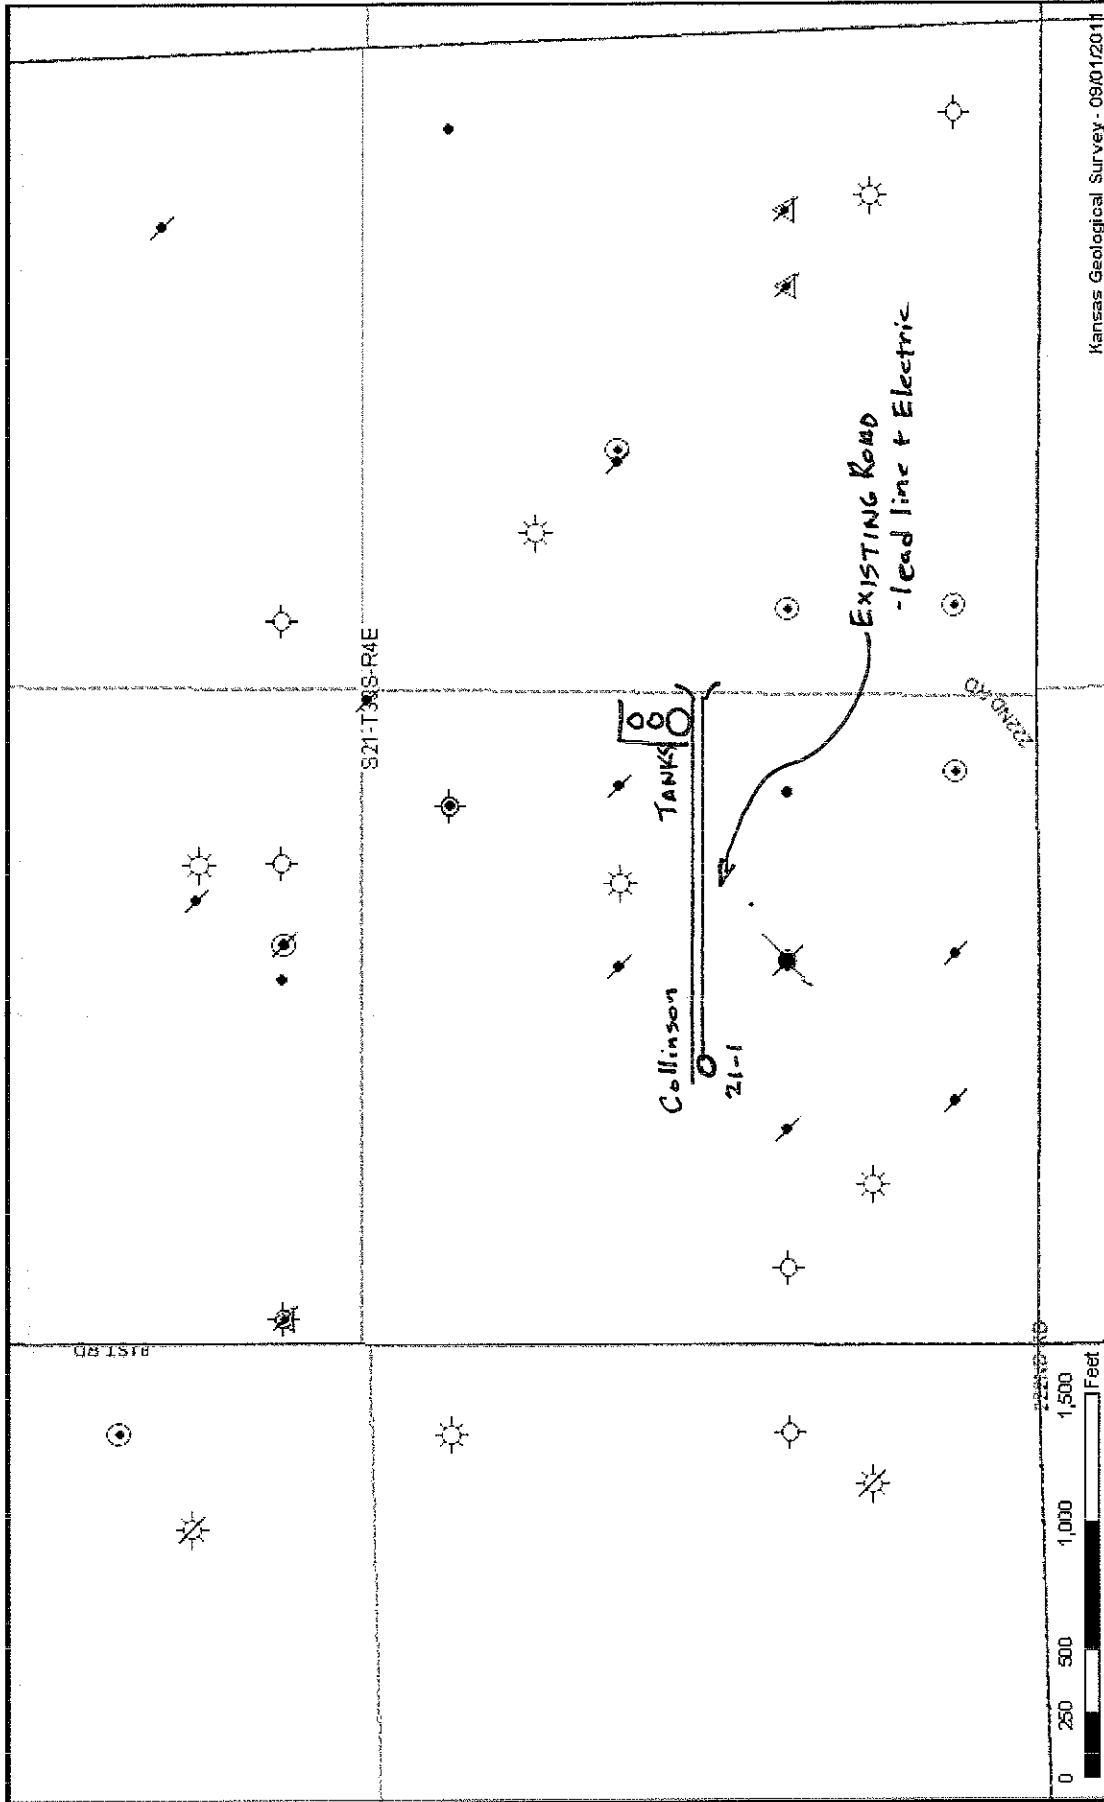 81ST RD
S21-T33S-R4E
TANKS
Collinson
21-1
EXISTING ROAD
-lead line + Electric
222ND RD
222ND RD
0 250 500 1,000 1,500
Feet
Kansas Geological Survey - 09/01/2011